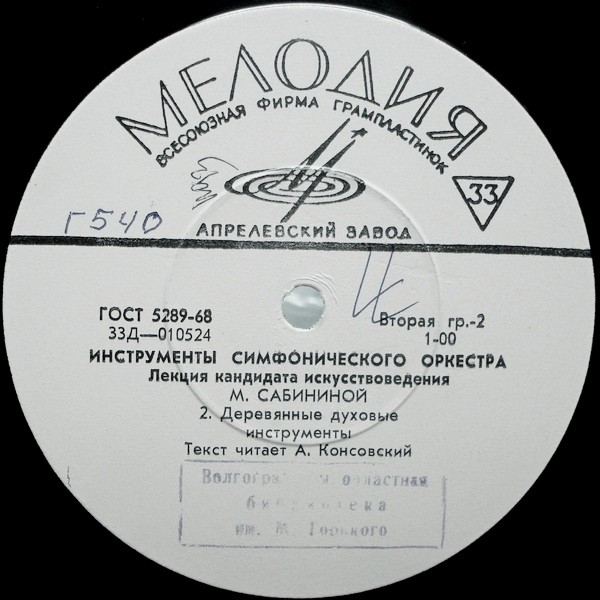 МЕЛОДИЯ
ВСЕСОЮЗНАЯ ФИРМА ГРАМПЛАСТИНОК
33
Г540
АПРЕЛЕВСКИЙ ЗАВОД
ГОСТ 5289-68
Вторая гр.-2
33Д—010524
1-00
ИНСТРУМЕНТЫ СИМФОНИЧЕСКОГО ОРКЕСТРА
Лекция кандидата искусствоведения
М. САБИНИНОЙ
2. Деревянные духовые
инструменты
Текст читает А. Консовский
областная
библиотека
им. М. Горького